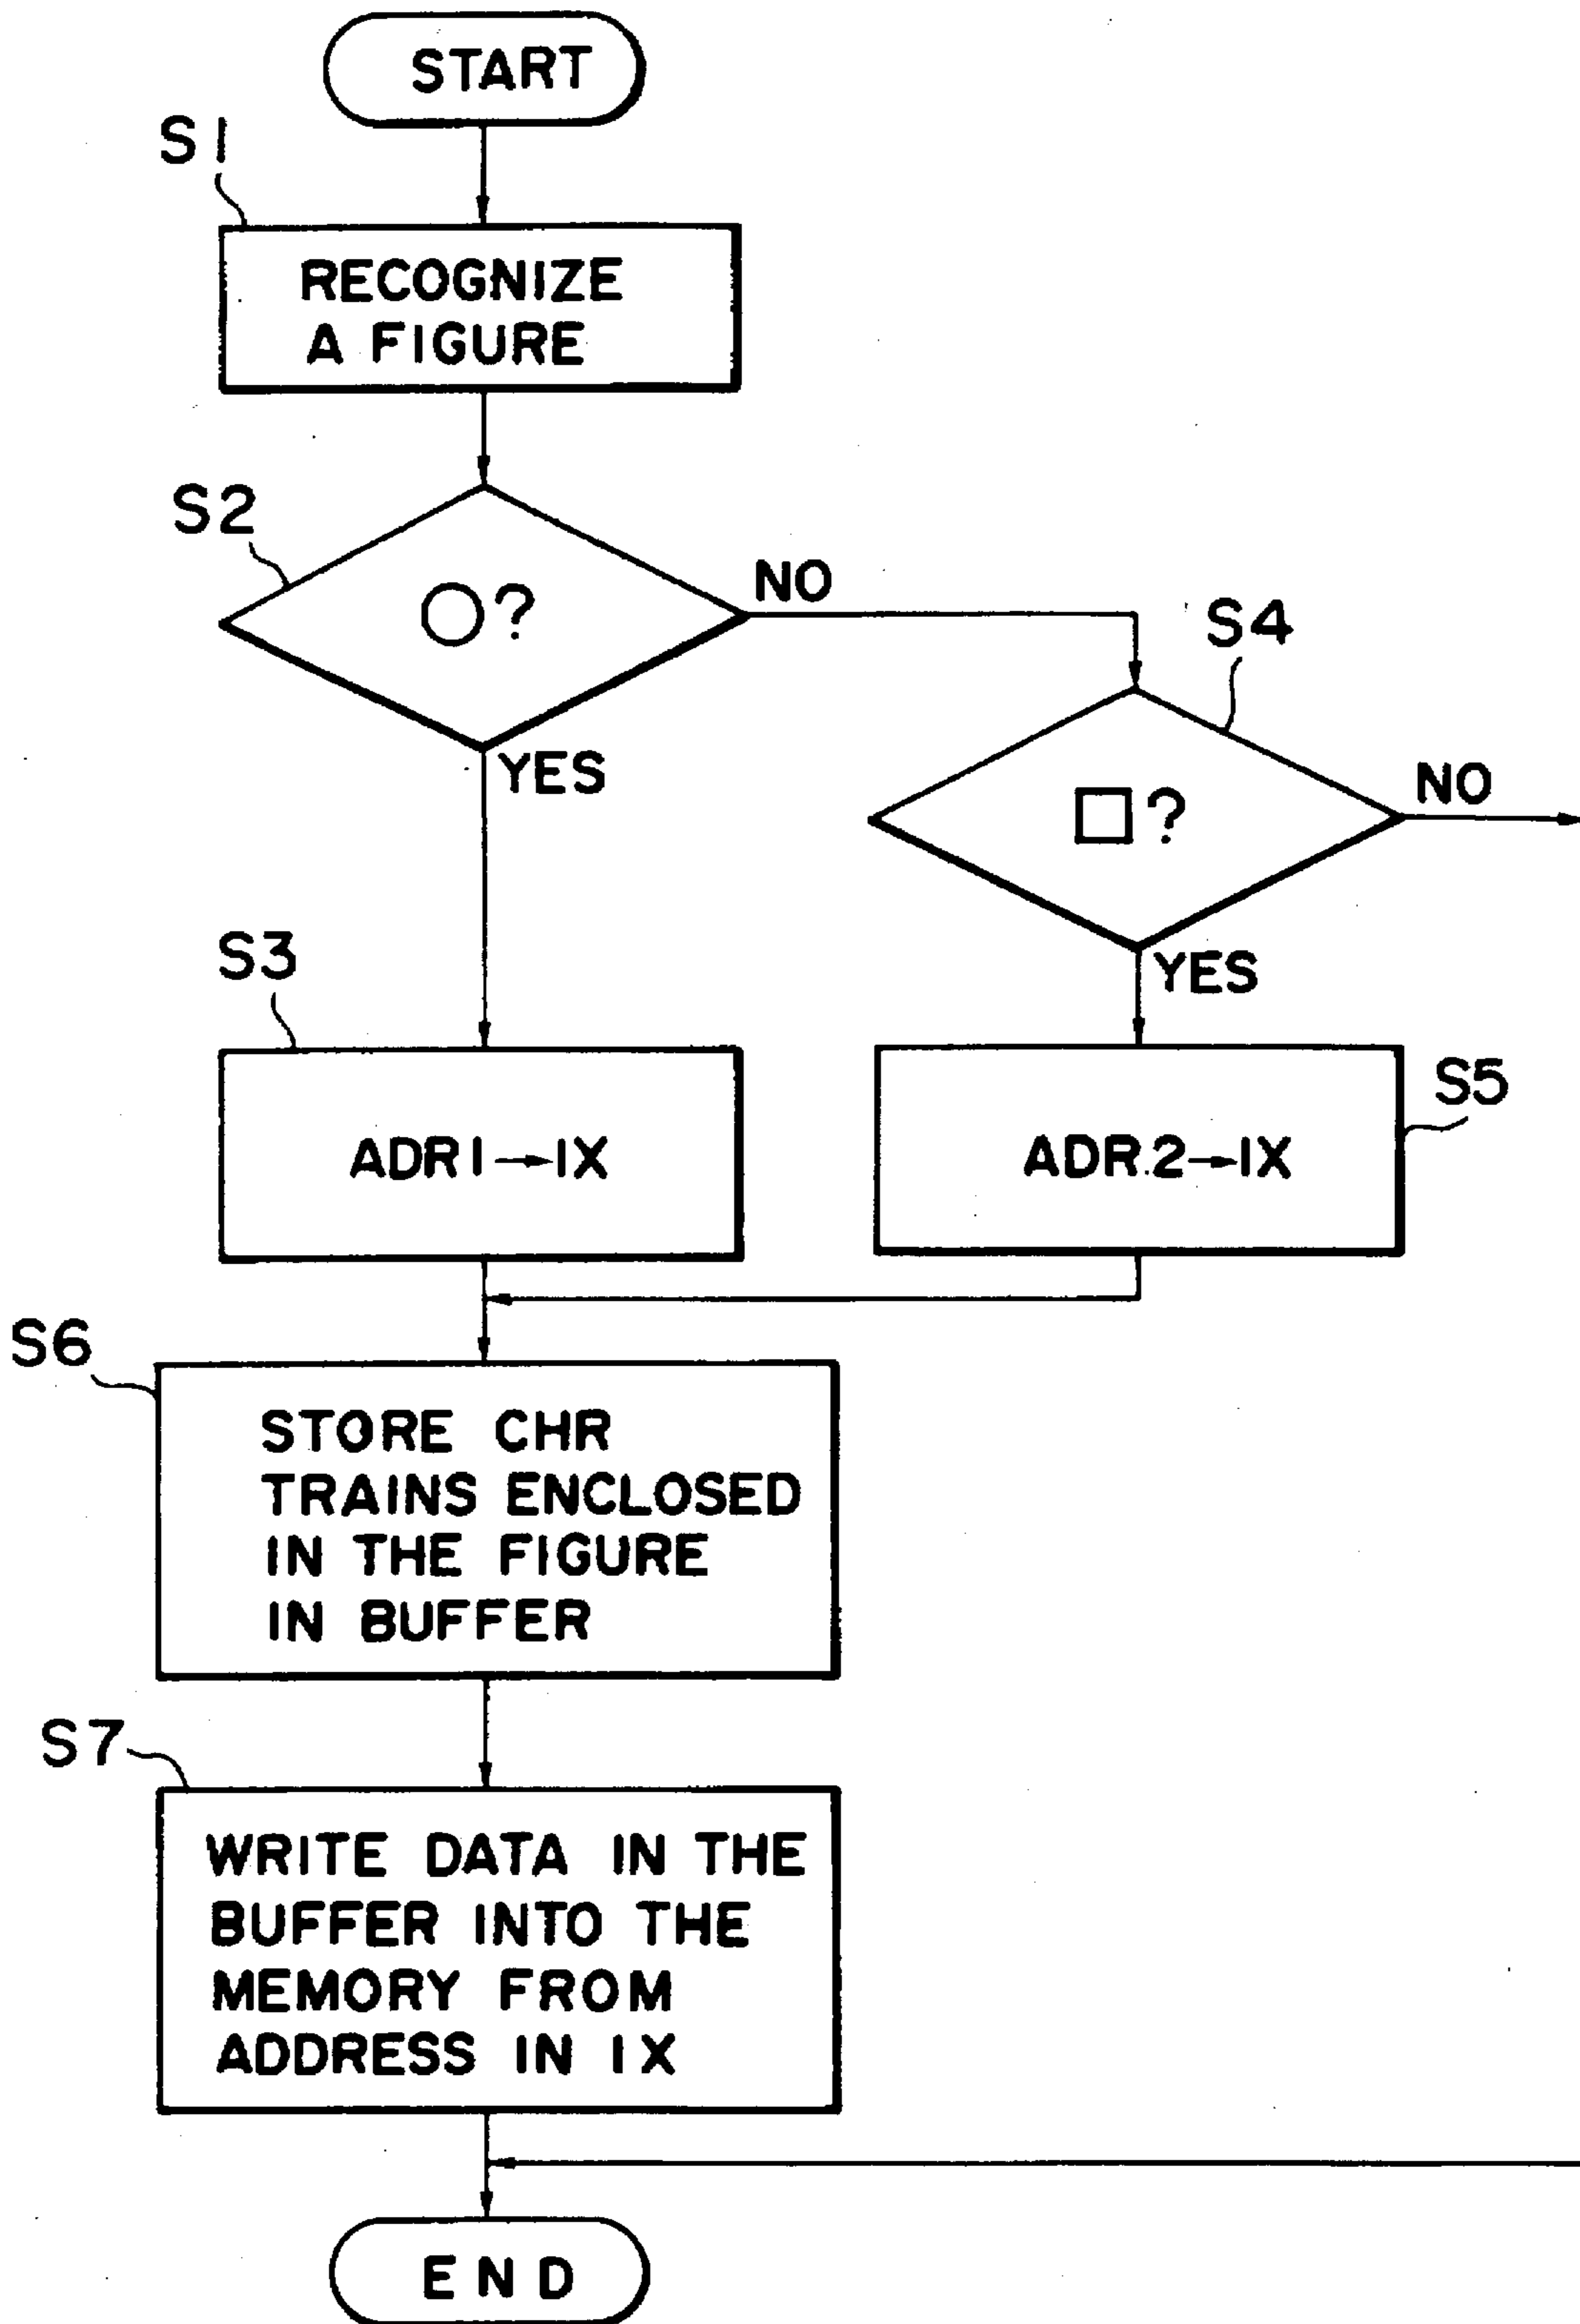 START
S1
RECOGNIZE
A FIGURE
S2
○?
NO
S4
YES
□?
NO
S3
YES
ADR1→IX
ADR.2→IX
S5
S6
STORE CHR
TRAINS ENCLOSED
IN THE FIGURE
IN BUFFER
S7
WRITE DATA IN THE
BUFFER INTO THE
MEMORY FROM
ADDRESS IN IX
END